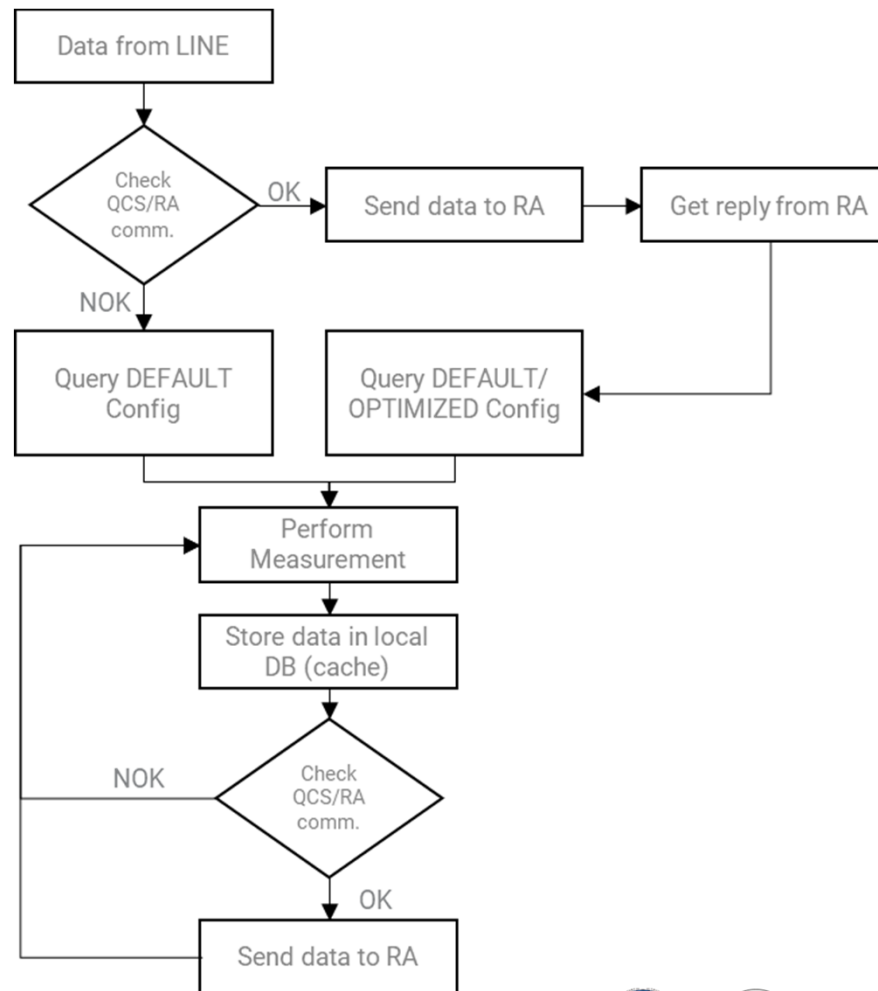 Data from LINE
Check
QCS/RA
comm.
OK
Send data to RA
Get reply from RA
NOK
Query DEFAULT
Config
Query DEFAULT/
OPTIMIZED Config
Perform
Measurement
Store data in local
DB (cache)
NOK
Check
QCS/RA
comm.
OK
Send data to RA